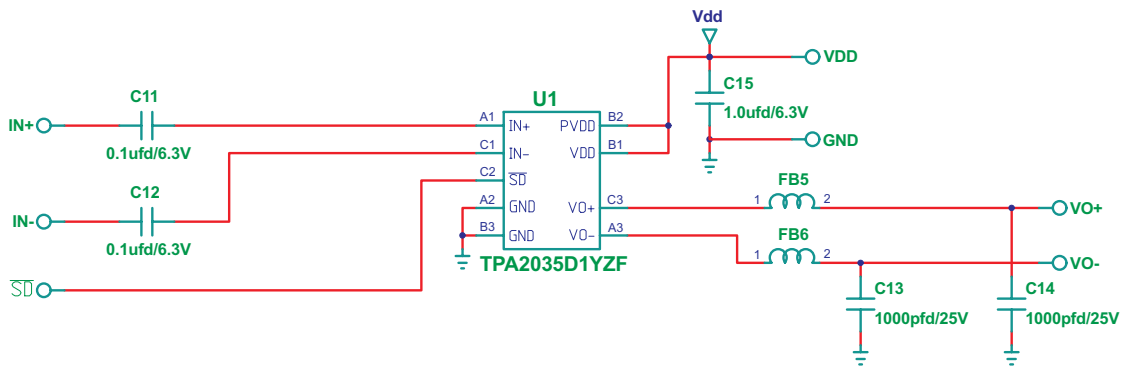 Vdd
VDD
C15
1.0ufd/6.3V
GND
C11
IN+
0.1ufd/6.3V
C12
IN-
0.1ufd/6.3V
SD
U1
A1 IN+ PVDD B2
C1 IN- VDD B1
C2 SD
A2 GND VO+ C3
B3 GND VO- A3
TPA2035D1YZF
FB5
1 2
VO+
FB6
1 2
VO-
C13
1000pfd/25V
C14
1000pfd/25V